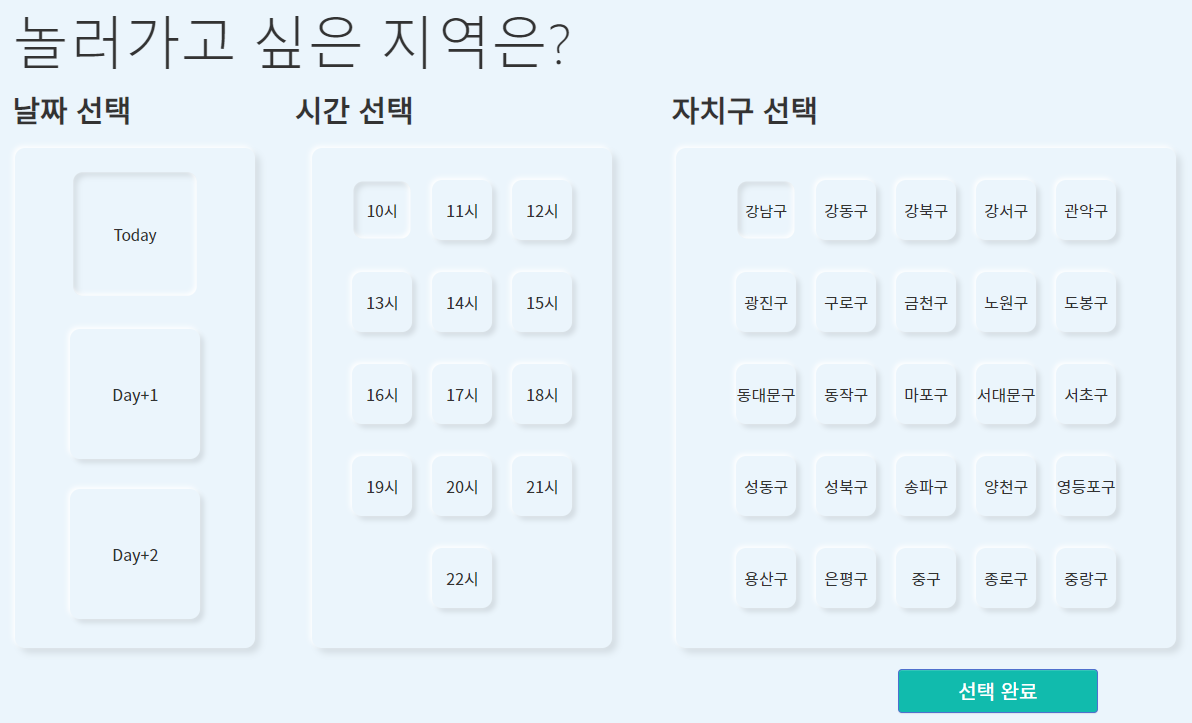 놀러가고 싶은 지역은?
날짜 선택
Today
Day+1
Day+2
시간 선택
10시 11시 12시
13시 14시 15시
16시 17시 18시
19시 20시 21시
22시
자치구 선택
강남구 강동구 강북구 강서구 관악구
광진구 구로구 금천구 노원구 도봉구
동대문구 동작구 마포구 서대문구 서초구
성동구 성북구 송파구 양천구 영등포구
용산구 은평구 중구 종로구 중랑구
선택 완료